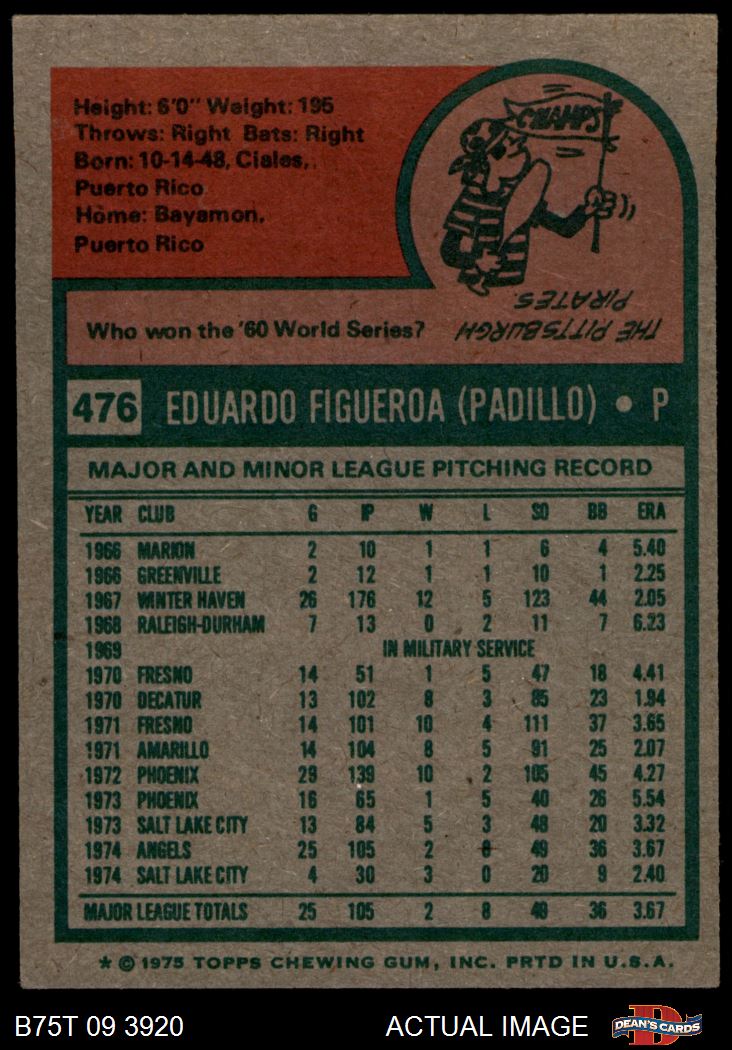 Height: 6'0" Weight: 195
Throws: Right Bats: Right
Born: 10-14-48, Ciales,
Puerto Rico
Home: Bayamon,
Puerto Rico
CHAMPS
Who won the '60 World Series?
THE PITTSBURGH
PIRATES
476 EDUARDO FIGUEROA (PADILLO) • P
MAJOR AND MINOR LEAGUE PITCHING RECORD
YEAR CLUB G IP W L SO BB ERA
1966 MARION 2 10 1 1 6 4 5.40
1966 GREENVILLE 2 12 1 1 10 1 2.25
1967 WINTER HAVEN 26 176 12 5 123 44 2.05
1968 RALEIGH-DURHAM 7 13 0 2 11 7 6.23
1969 IN MILITARY SERVICE
1970 FRESNO 14 51 1 5 47 18 4.41
1970 DECATUR 13 102 8 3 85 23 1.94
1971 FRESNO 14 101 10 4 111 37 3.65
1971 AMARILLO 14 104 8 5 91 25 2.07
1972 PHOENIX 29 139 10 2 105 45 4.27
1973 PHOENIX 16 65 1 5 40 26 5.54
1973 SALT LAKE CITY 13 84 5 3 48 20 3.32
1974 ANGELS 25 105 2 8 49 36 3.67
1974 SALT LAKE CITY 4 30 3 0 20 9 2.40
MAJOR LEAGUE TOTALS 25 105 2 8 49 36 3.67
* © 1975 TOPPS CHEWING GUM, INC. PRTD IN U.S.A.
B75T 09 3920 ACTUAL IMAGE
D
DEAN'S CARDS